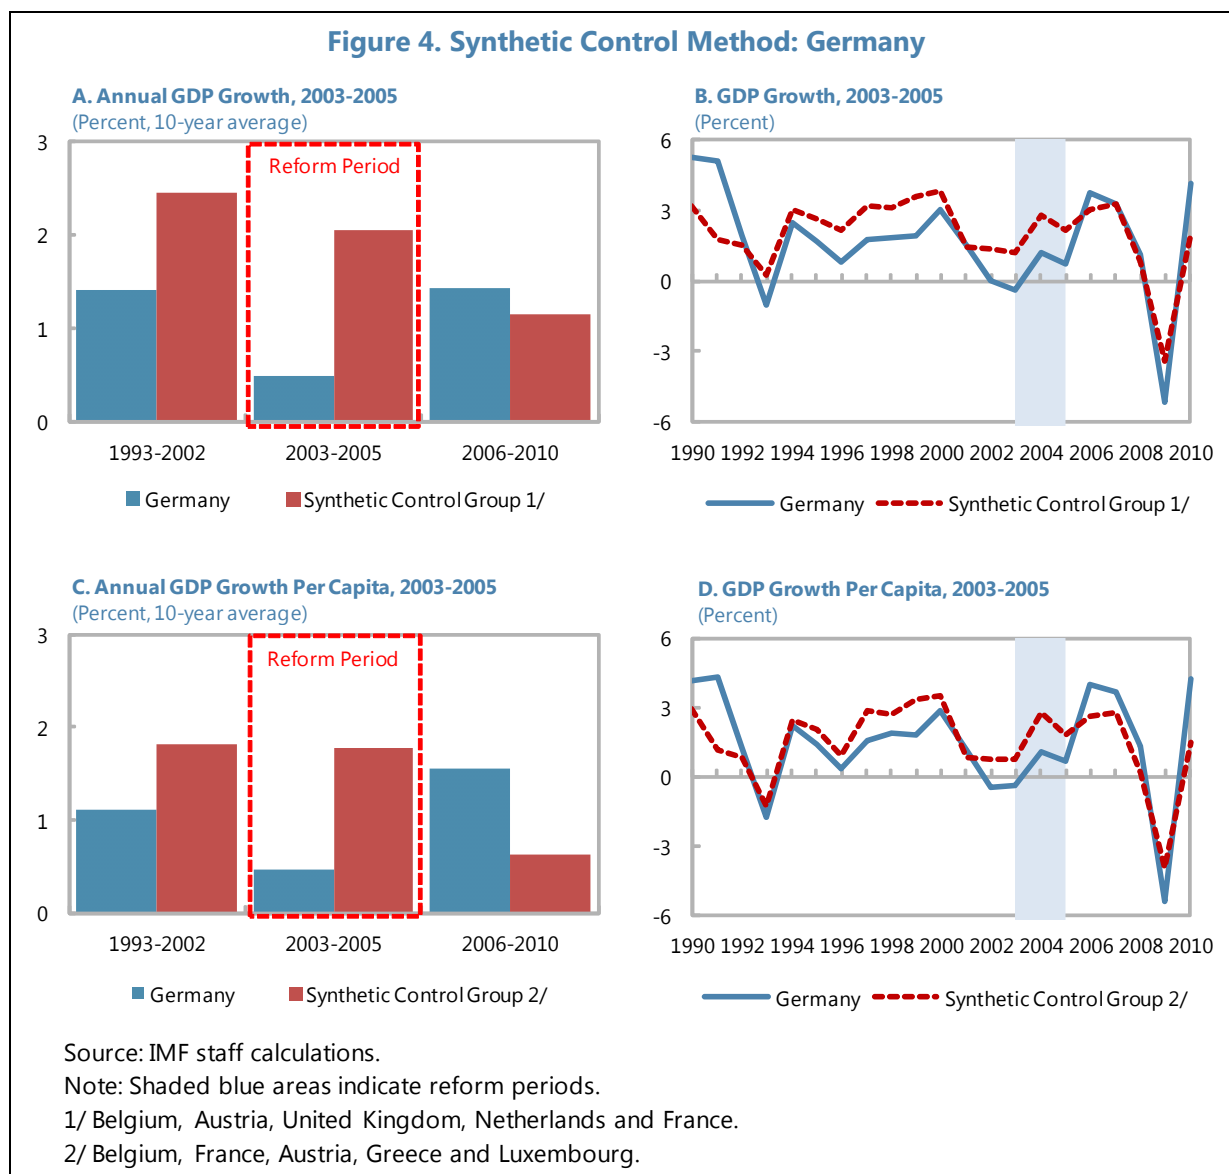 Figure 4. Synthetic Control Method: Germany
A. Annual GDP Growth, 2003-2005
(Percent, 10-year average)
3
2
1
0
Reform Period
1993-2002
2003-2005
2006-2010
Germany
Synthetic Control Group 1/
B. GDP Growth, 2003-2005
(Percent)
6
3
0
-3
-6
1990 1992 1994 1996 1998 2000 2002 2004 2006 2008 2010
Germany
Synthetic Control Group 1/
C. Annual GDP Growth Per Capita, 2003-2005
(Percent, 10-year average)
3
2
1
0
Reform Period
1993-2002
2003-2005
2006-2010
Germany
Synthetic Control Group 2/
D. GDP Growth Per Capita, 2003-2005
(Percent)
6
3
0
-3
-6
1990 1992 1994 1996 1998 2000 2002 2004 2006 2008 2010
Germany
Synthetic Control Group 2/
Source: IMF staff calculations.
Note: Shaded blue areas indicate reform periods.
1/ Belgium, Austria, United Kingdom, Netherlands and France.
2/ Belgium, France, Austria, Greece and Luxembourg.